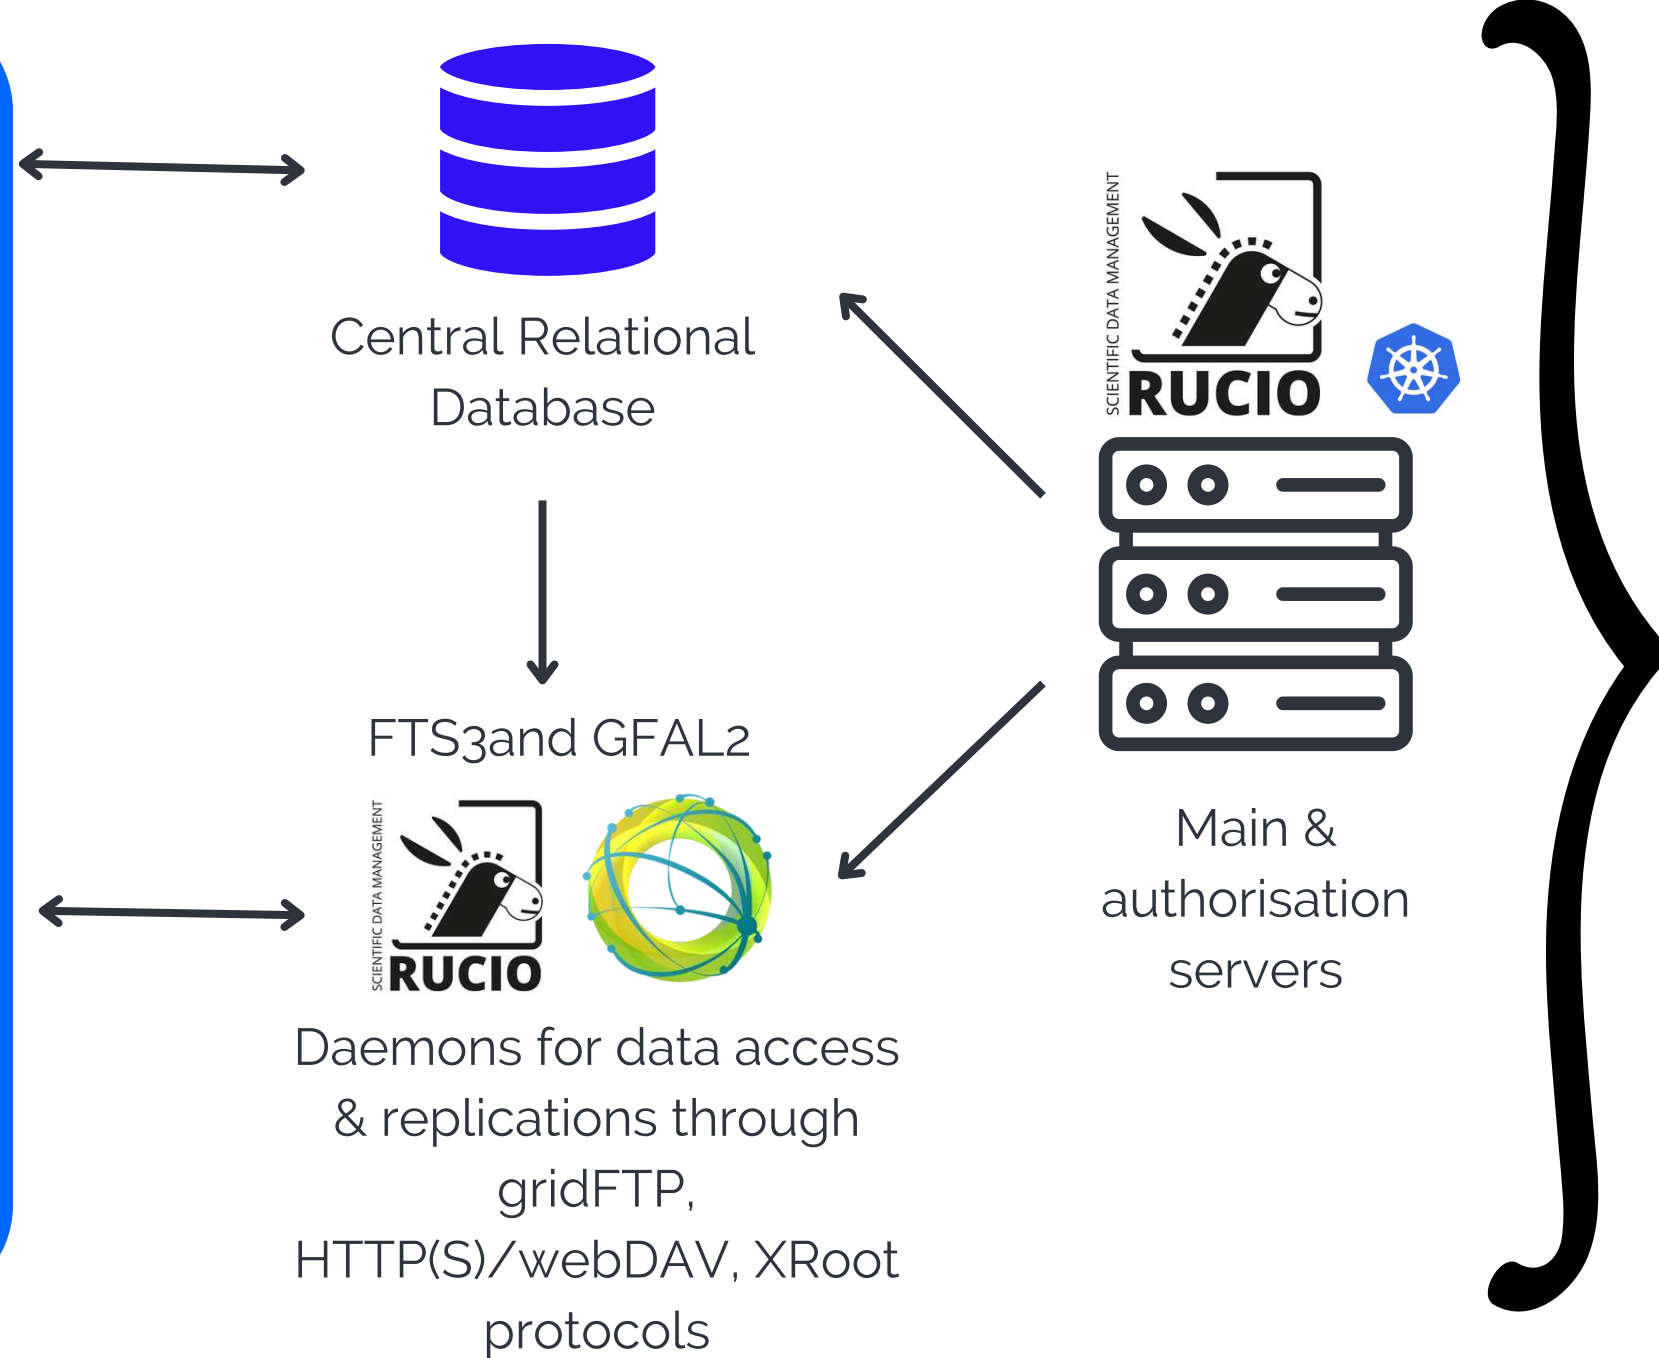 Central Relational
Database
FTS3and GFAL2
SCIENTIFIC DATA MANAGEMENT
RUCIO
Daemons for data access
& replications through
gridFTP,
HTTP(S)/webDAV, XRoot
protocols
SCIENTIFIC DATA MANAGEMENT
RUCIO
Main &
authorisation
servers